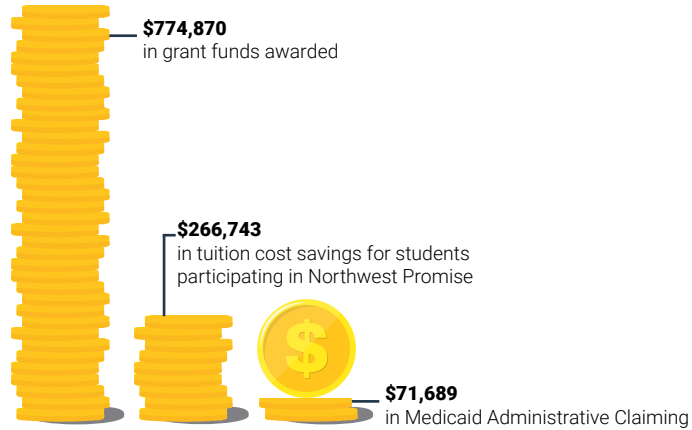 $774,870
in grant funds awarded
$266,743
in tuition cost savings for students
participating in Northwest Promise
$
$71,689
in Medicaid Administrative Claiming